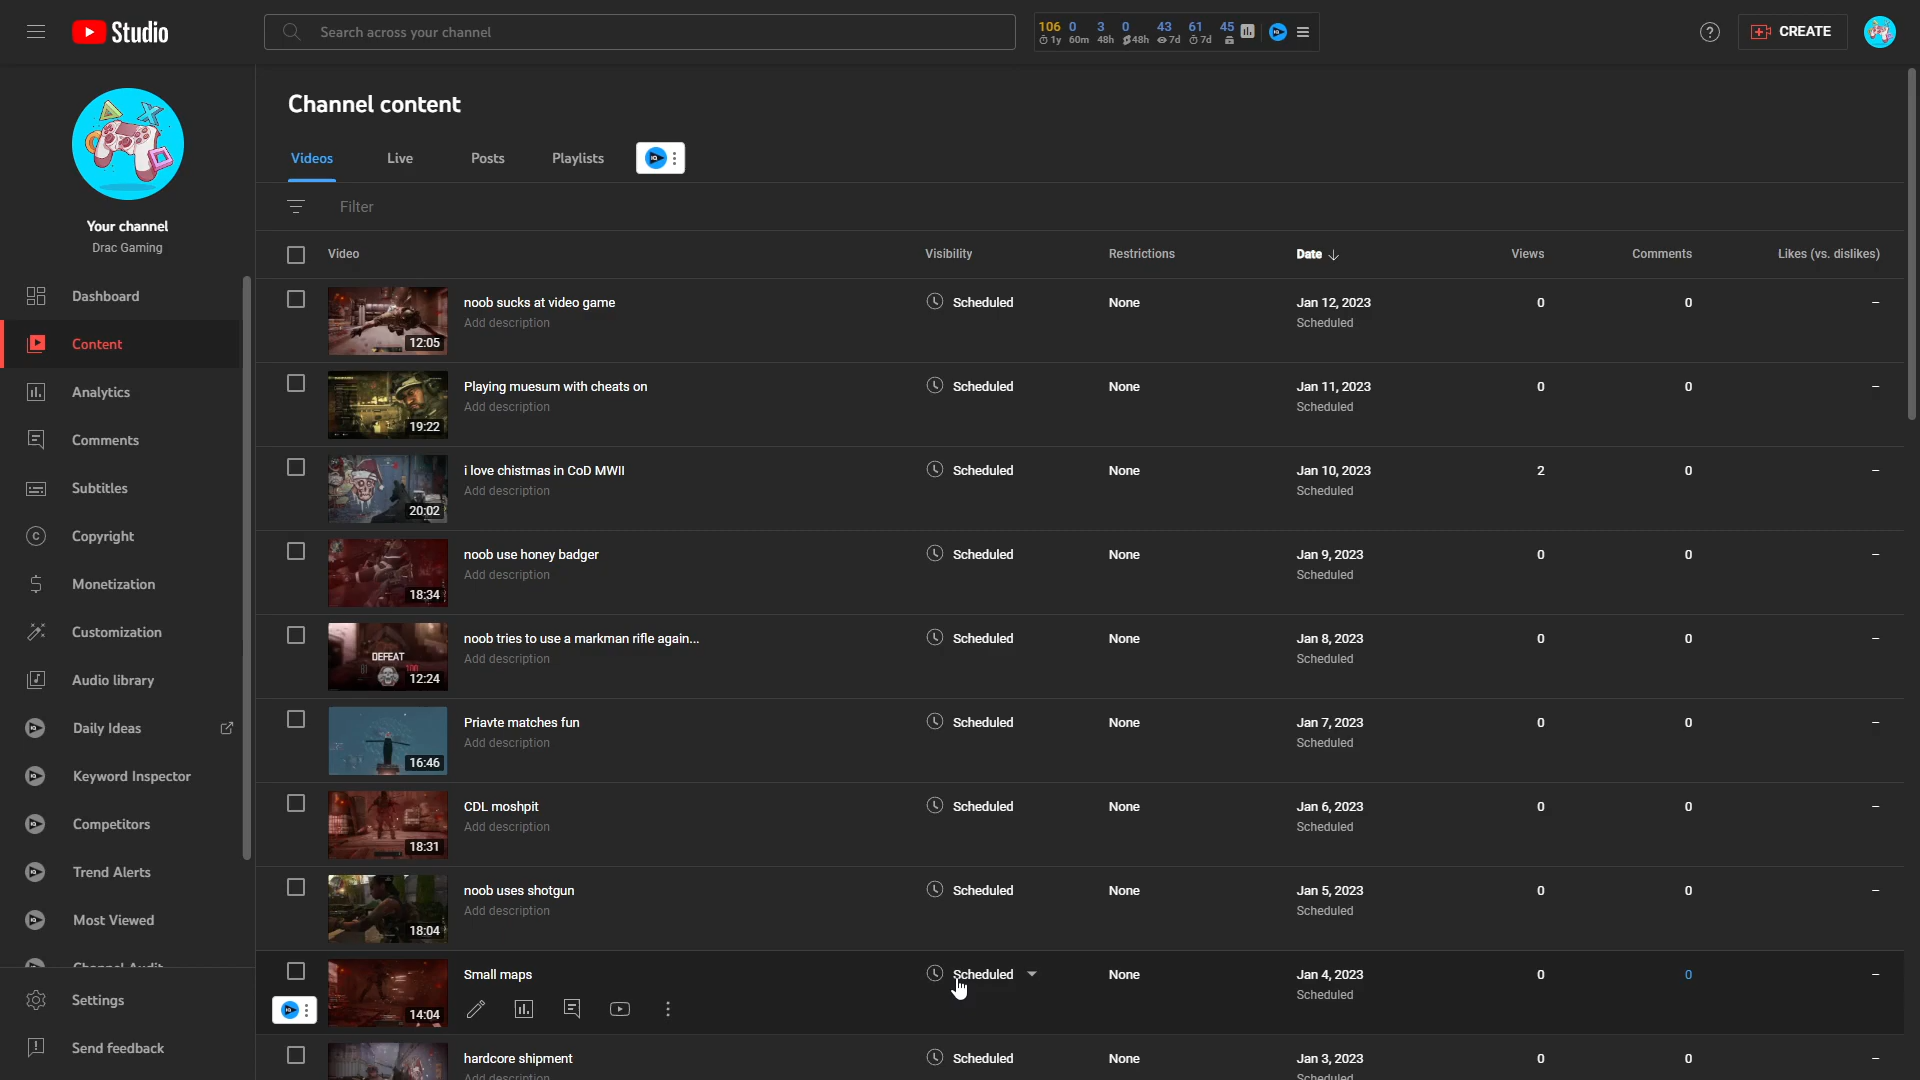 Studio
Search across your channel
106 0 3 0 43 61 45
1y 60m 48h 48h 7d 7d
CREATE
Your channel
Drac Gaming
Dashboard
Content
Analytics
Comments
Subtitles
Copyright
Monetization
Customization
Audio library
Daily Ideas
Keyword Inspector
Competitors
Trend Alerts
Most Viewed
Channel Audit
Settings
Send feedback
Channel content
Videos Live Posts Playlists
Filter
Video Visibility Restrictions Date Views Comments Likes (vs. dislikes)
12:05
noob sucks at video game Scheduled None Jan 12, 2023 0 0 –
Add description Scheduled
19:22
Playing muesum with cheats on Scheduled None Jan 11, 2023 0 0 –
Add description Scheduled
20:02
i love chistmas in CoD MWII Scheduled None Jan 10, 2023 2 0 –
Add description Scheduled
18:34
noob use honey badger Scheduled None Jan 9, 2023 0 0 –
Add description Scheduled
DEFEAT
12:24
noob tries to use a markman rifle again... Scheduled None Jan 8, 2023 0 0 –
Add description Scheduled
16:46
Priavte matches fun Scheduled None Jan 7, 2023 0 0 –
Add description Scheduled
18:31
CDL moshpit Scheduled None Jan 6, 2023 0 0 –
Add description Scheduled
18:04
noob uses shotgun Scheduled None Jan 5, 2023 0 0 –
Add description Scheduled
14:04
Small maps Scheduled None Jan 4, 2023 0 0 –
Scheduled
hardcore shipment Scheduled None Jan 3, 2023 0 0 –
Add description Scheduled